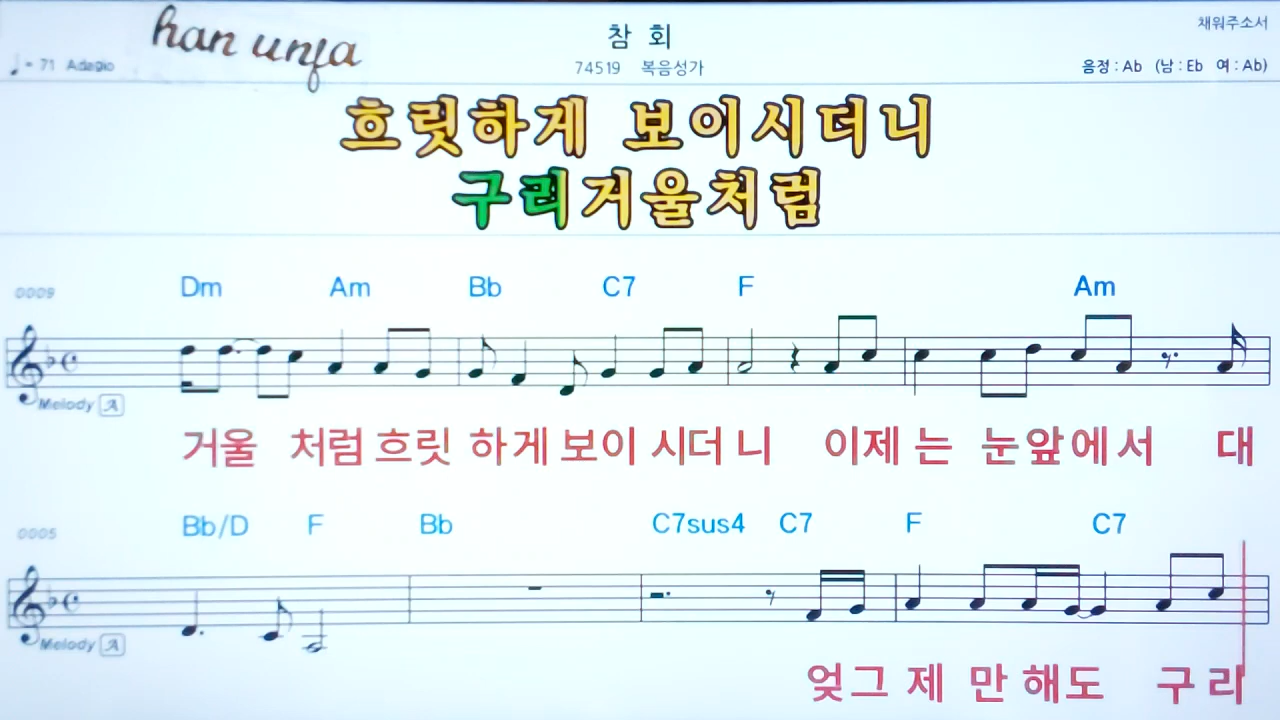 han unfa
참 회
채워주소서
♩= 71 Adagio
74519 복음성가
음정 : Ab (남 : Eb 여 : Ab)
흐릿하게 보이시더니
구리거울처럼
0009 Dm Am Bb C7 F Am
Melody A
거울 처럼 흐릿 하게 보이 시더 니 이제 는 눈앞에서 대
0005 Bb/D F Bb C7sus4 C7 F C7
Melody A
엊그 제 만 해도 구 리